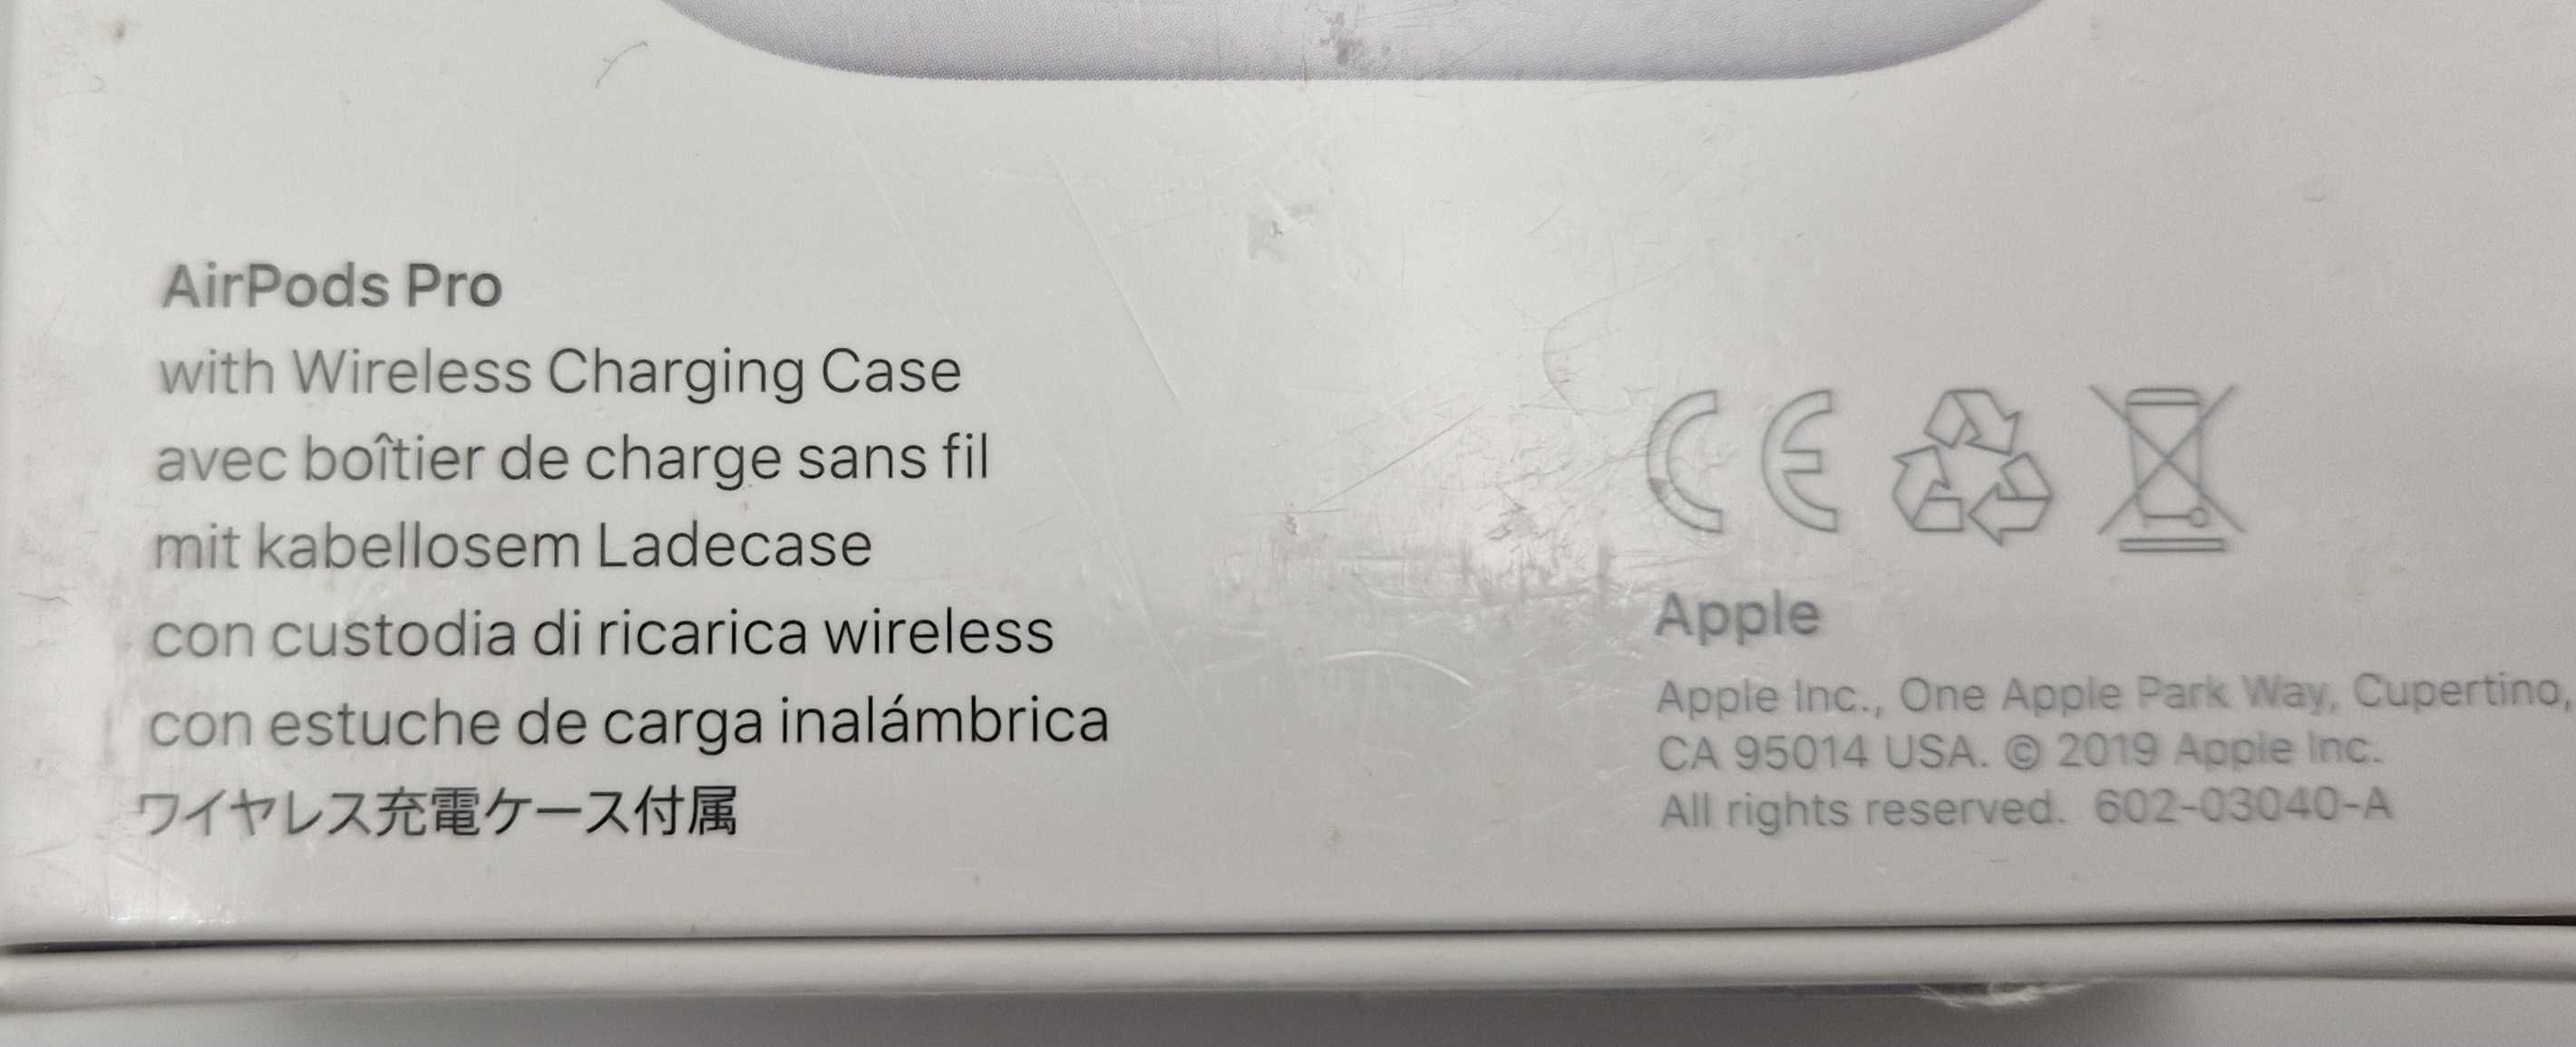 AirPods Pro
with Wireless Charging Case
avec boîtier de charge sans fil
mit kabellosem Ladecase
con custodia di ricarica wireless
con estuche de carga inalámbrica
ワイヤレス充電ケース付属
CE
Apple
Apple Inc., One Apple Park Way, Cupertino,
CA 95014 USA. © 2019 Apple Inc.
All rights reserved. 602-03040-A